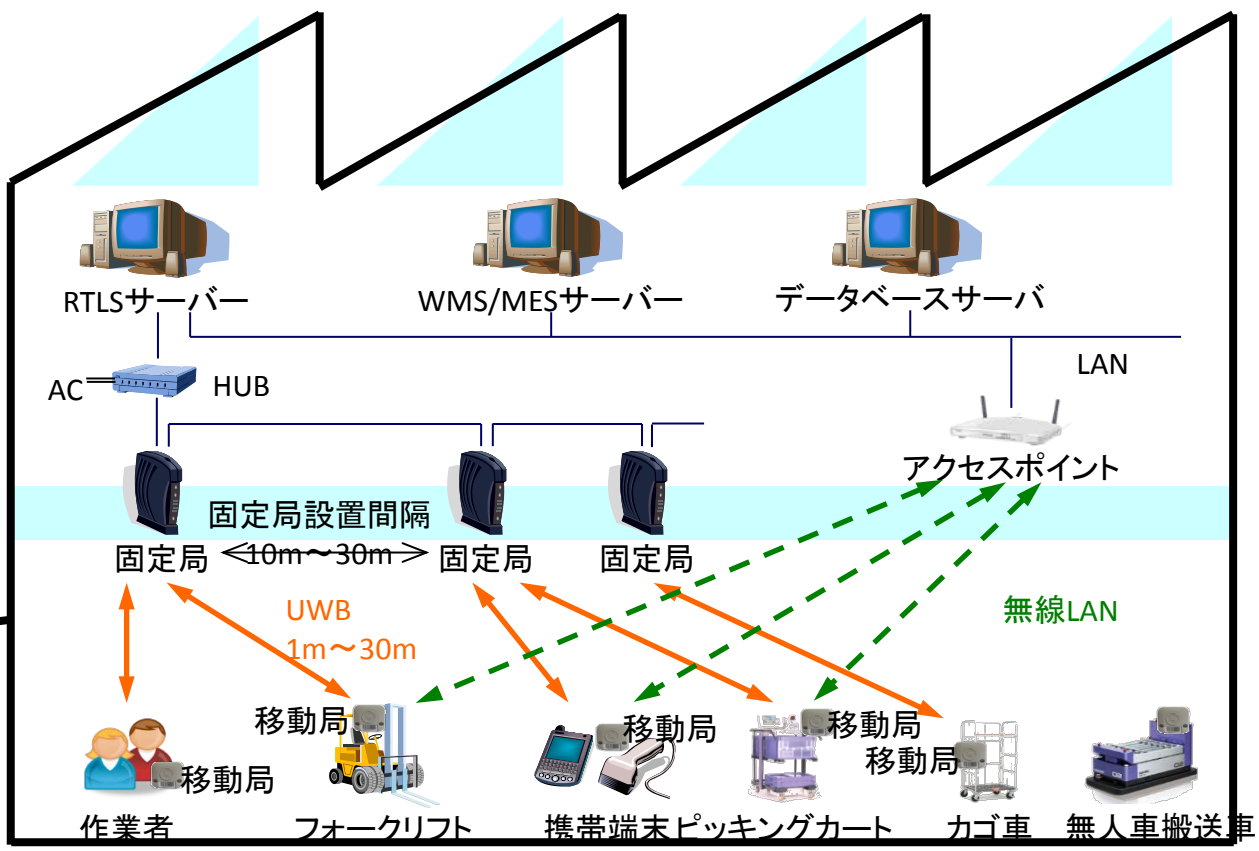 RTLSサーバー
WMS/MESサーバー
データベースサーバ
LAN
AC
HUB
アクセスポイント
固定局設置間隔
10m～30m
固定局
固定局
固定局
UWB
1m～30m
無線LAN
移動局
移動局
移動局
移動局
移動局
作業者
フォークリフト
携帯端末
ピッキングカート
カゴ車
無人車搬送車